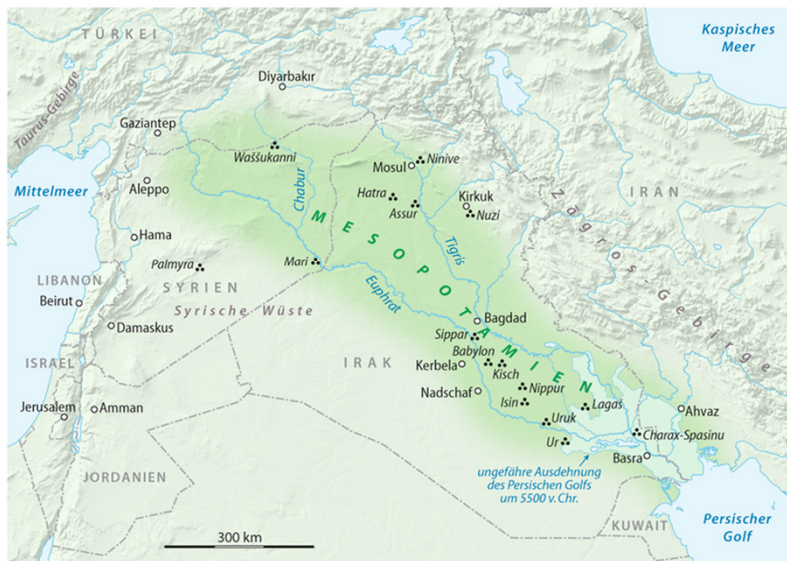 TÜRKEI
Kaspisches
Meer
Taurus-Gebirge
Diyarbakır
Gaziantep
Waššukanni
Ninive
Mosul
Mittelmeer
Aleppo
Chabur
Hatra
Assur
Kirkuk
Nuzi
IRAN
Zāgros-Gebirge
Hama
MESOPOTAMIEN
Tigris
Palmyra
Mari
LIBANON
SYRIEN
Euphrat
Beirut
Syrische Wüste
Bagdad
Damaskus
Sippar
ISRAEL
IRAK
Babylon
Kerbela
Kisch
Nippur
Nadschaf
Isin
Lagaš
Jerusalem
Amman
Uruk
Ahvaz
Ur
Charax-Spasinu
Basra
JORDANIEN
ungefähre Ausdehnung
des Persischen Golfs
um 5500 v. Chr.
KUWAIT
Persischer
Golf
300 km